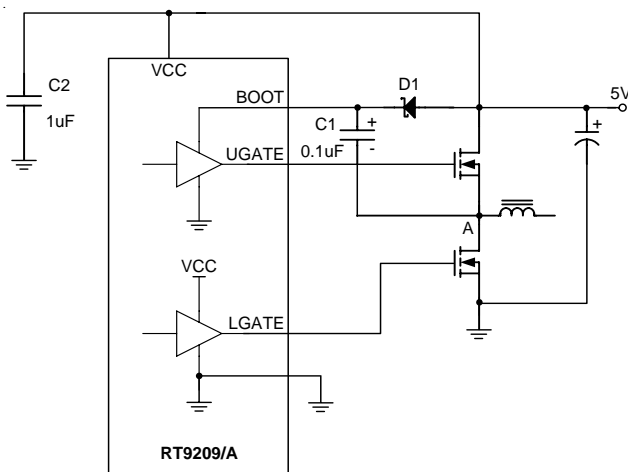 VCC
C2
1uF
BOOT
D1
5V
C1
+
-
0.1uF
+
UGATE
A
VCC
LGATE
RT9209/A